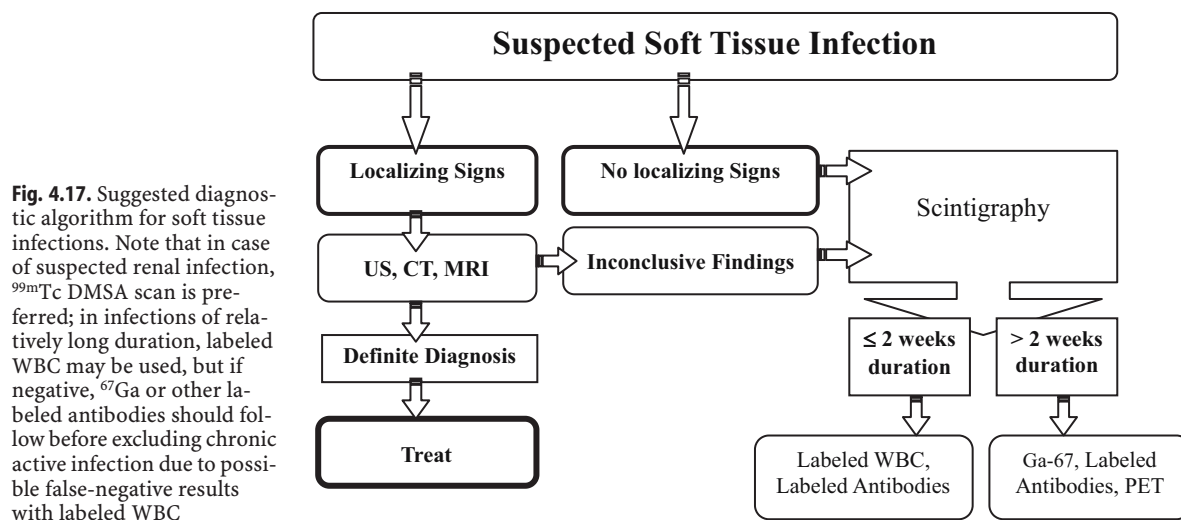 Suspected Soft Tissue Infection
Localizing Signs
No localizing Signs
Scintigraphy
US, CT, MRI
Inconclusive Findings
Definite Diagnosis
Treat
≤ 2 weeks
duration
> 2 weeks
duration
Labeled WBC,
Labeled Antibodies
Ga-67, Labeled
Antibodies, PET
Fig. 4.17. Suggested diagnos-
tic algorithm for soft tissue
infections. Note that in case
of suspected renal infection,
99mTc DMSA scan is pre-
ferred; in infections of rela-
tively long duration, labeled
WBC may be used, but if
negative, 67Ga or other la-
beled antibodies should fol-
low before excluding chronic
active infection due to possi-
ble false-negative results
with labeled WBC